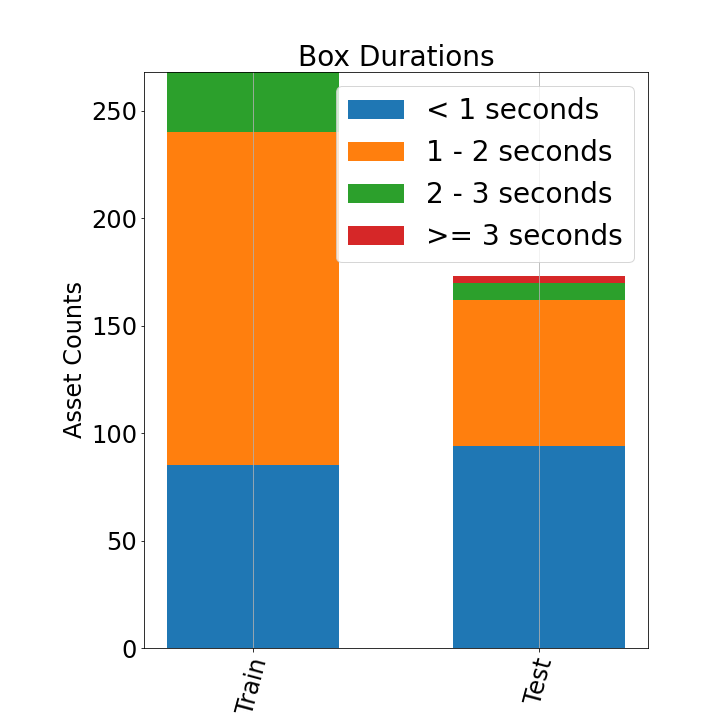 Box Durations
250
200
150
100
50
0
Asset Counts
< 1 seconds
1 - 2 seconds
2 - 3 seconds
>= 3 seconds
Train
Test